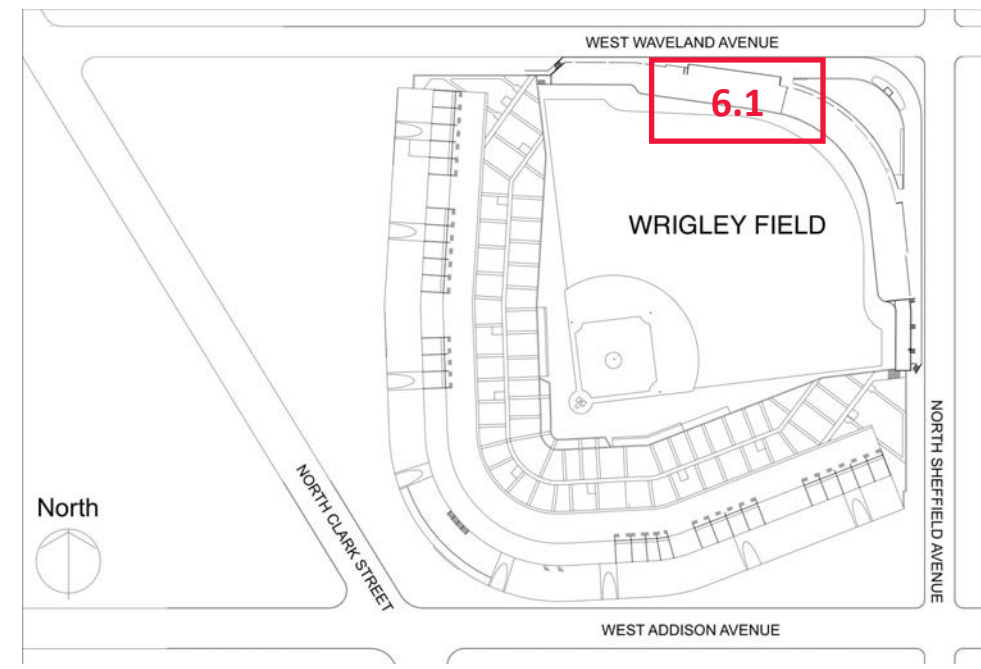 WEST WAVELAND AVENUE
6.1
WRIGLEY FIELD
NORTH SHEFFIELD AVENUE
North
NORTH CLARK STREET
WEST ADDISON AVENUE